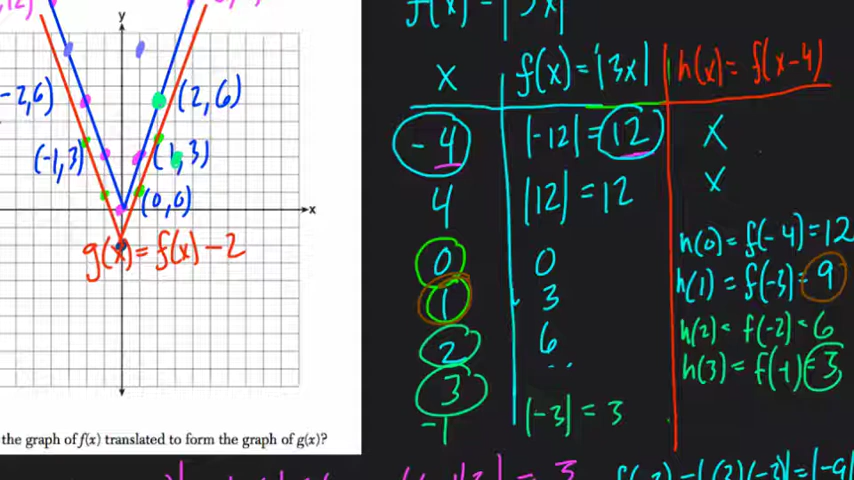 f(x) = |3x|
y
-2,6)
(2,6)
(-1,3)
(1,3)
(0,0)
x
g(x) = f(x) - 2
the graph of f(x) translated to form the graph of g(x)?
x f(x) = |3x| h(x) = f(x-4)
-4 |-12| = 12 x
4 |12| = 12 x
0 0 h(0) = f(-4) = 12
1 3 h(1) = f(-3) = 9
2 6 h(2) = f(-2) = 6
3 .. h(3) = f(-1) = 3
-1 |-3| = 3